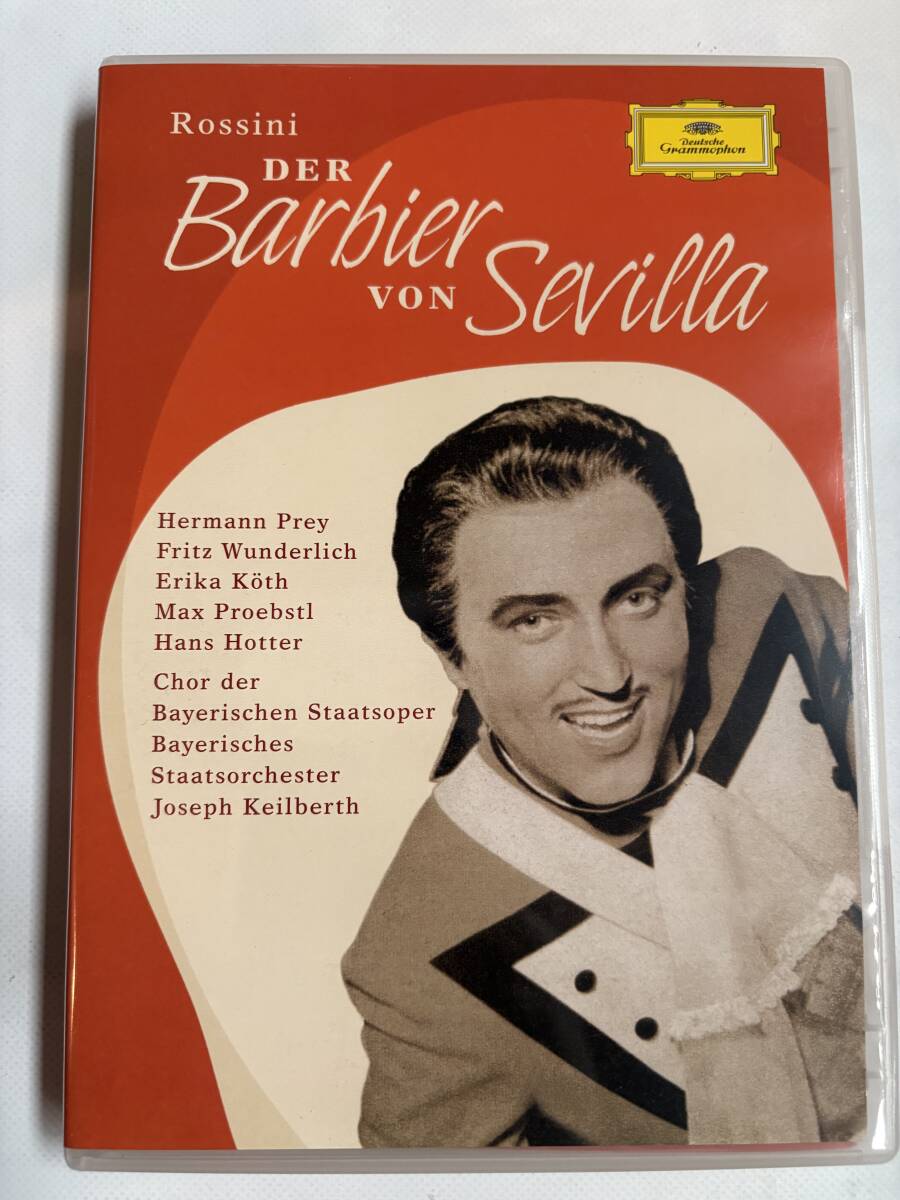 Rossini
DER
Barbier
VON Sevilla
Deutsche
Grammophon
Hermann Prey
Fritz Wunderlich
Erika Köth
Max Proebstl
Hans Hotter
Chor der
Bayerischen Staatsoper
Bayerisches
Staatsorchester
Joseph Keilberth